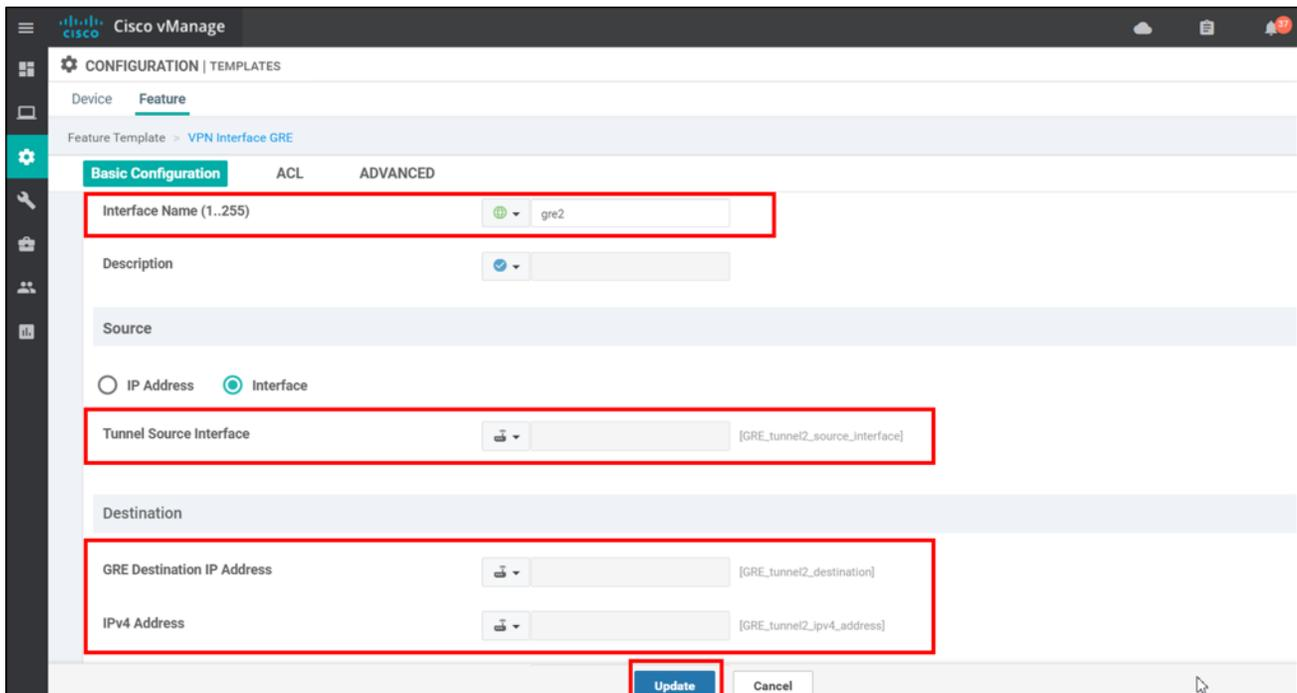 cisco Cisco vManage 37
CONFIGURATION | TEMPLATES
Device Feature
Feature Template > VPN Interface GRE
Basic Configuration ACL ADVANCED
Interface Name (1..255) gre2
Description
Source
IP Address Interface
Tunnel Source Interface [GRE_tunnel2_source_interface]
Destination
GRE Destination IP Address [GRE_tunnel2_destination]
IPv4 Address [GRE_tunnel2_ipv4_address]
Update Cancel